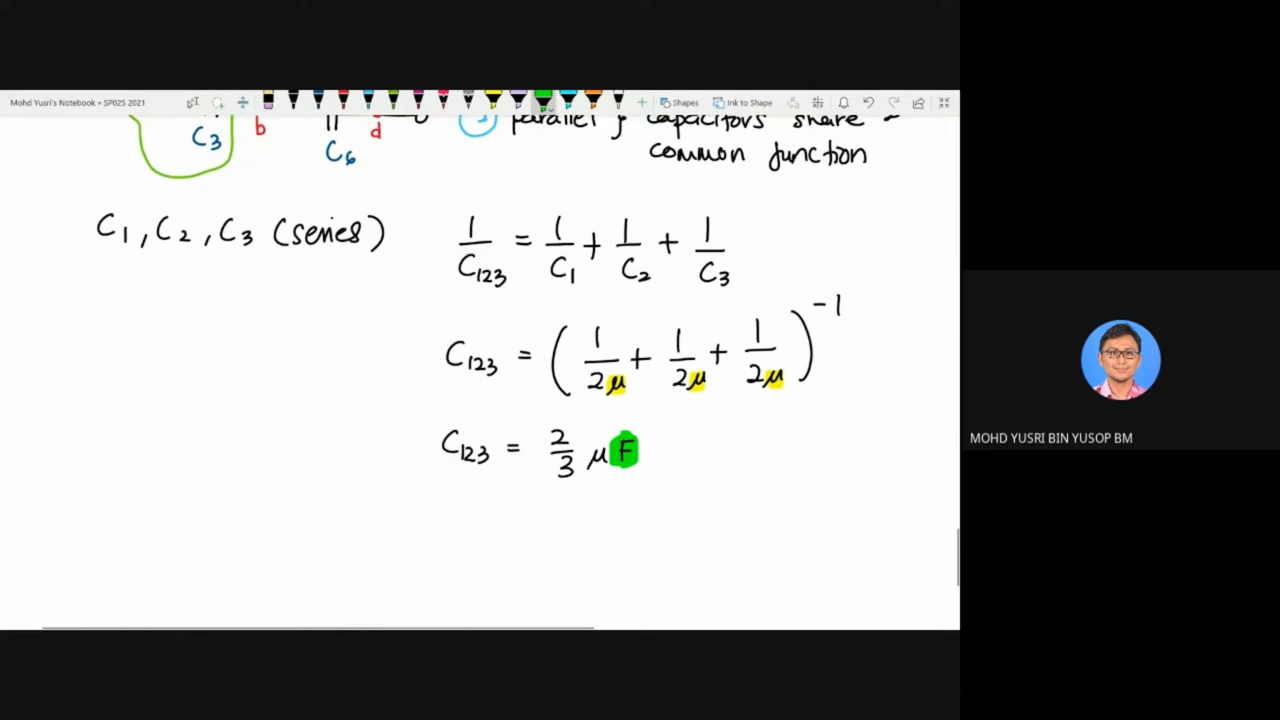 Mohd Yusri's Notebook » SP025 2021
Shapes
Ink to Shape
C3 b C6 d parallel } capacitors share
common junction
C1, C2, C3 (series) 1/C123 = 1/C1 + 1/C2 + 1/C3
C123 = (1/2μ + 1/2μ + 1/2μ)^-1
C123 = 2/3 μF
MOHD YUSRI BIN YUSOP BM